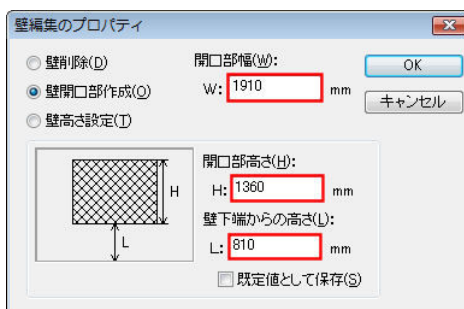 壁編集のプロパティ
壁削除(D)
壁開口部作成(O)
壁高さ設定(T)
開口部幅(W):
W: 1910 mm
OK
キャンセル
H
L
開口部高さ(H):
H: 1360 mm
壁下端からの高さ(L):
L: 810 mm
既定値として保存(S)